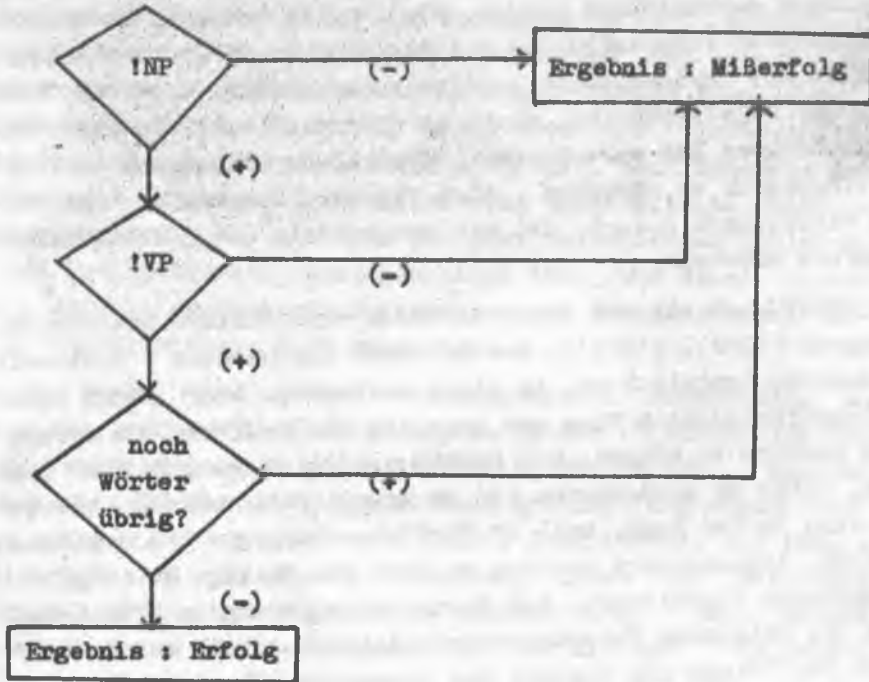 !NP
(-)
Ergebnis : Mißerfolg
(+)
!VP
(-)
(+)
noch
Wörter
übrig?
(+)
(-)
Ergebnis : Erfolg